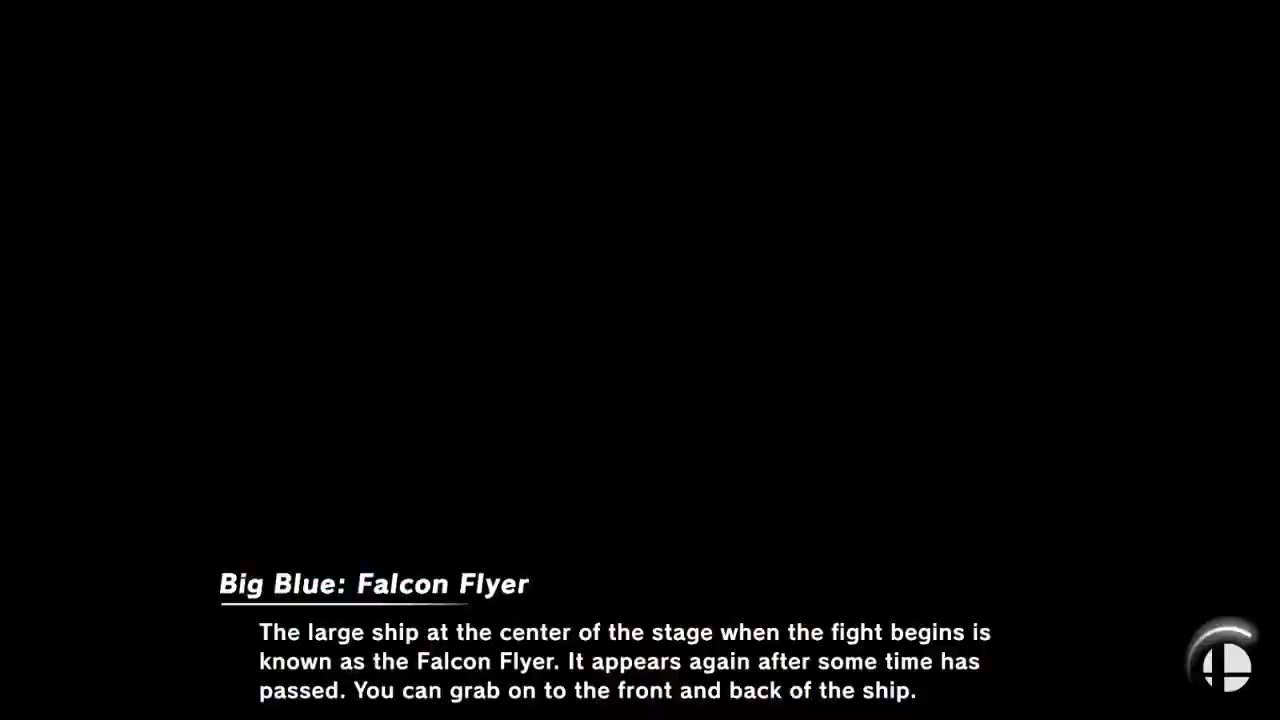 Big Blue: Falcon Flyer
The large ship at the center of the stage when the fight begins is
known as the Falcon Flyer. It appears again after some time has
passed. You can grab on to the front and back of the ship.